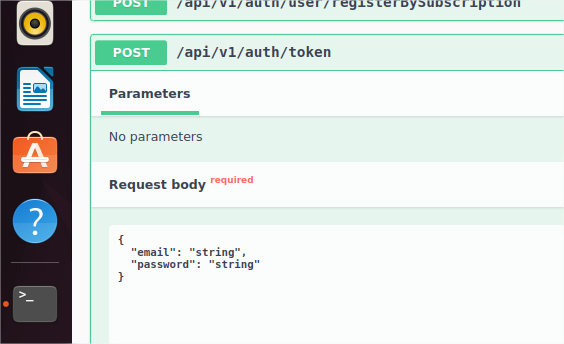 POST /api/v1/auth/user/registerBySubscription
POST /api/v1/auth/token
Parameters
No parameters
Request body required
{
"email": "string",
"password": "string"
}
?
>_